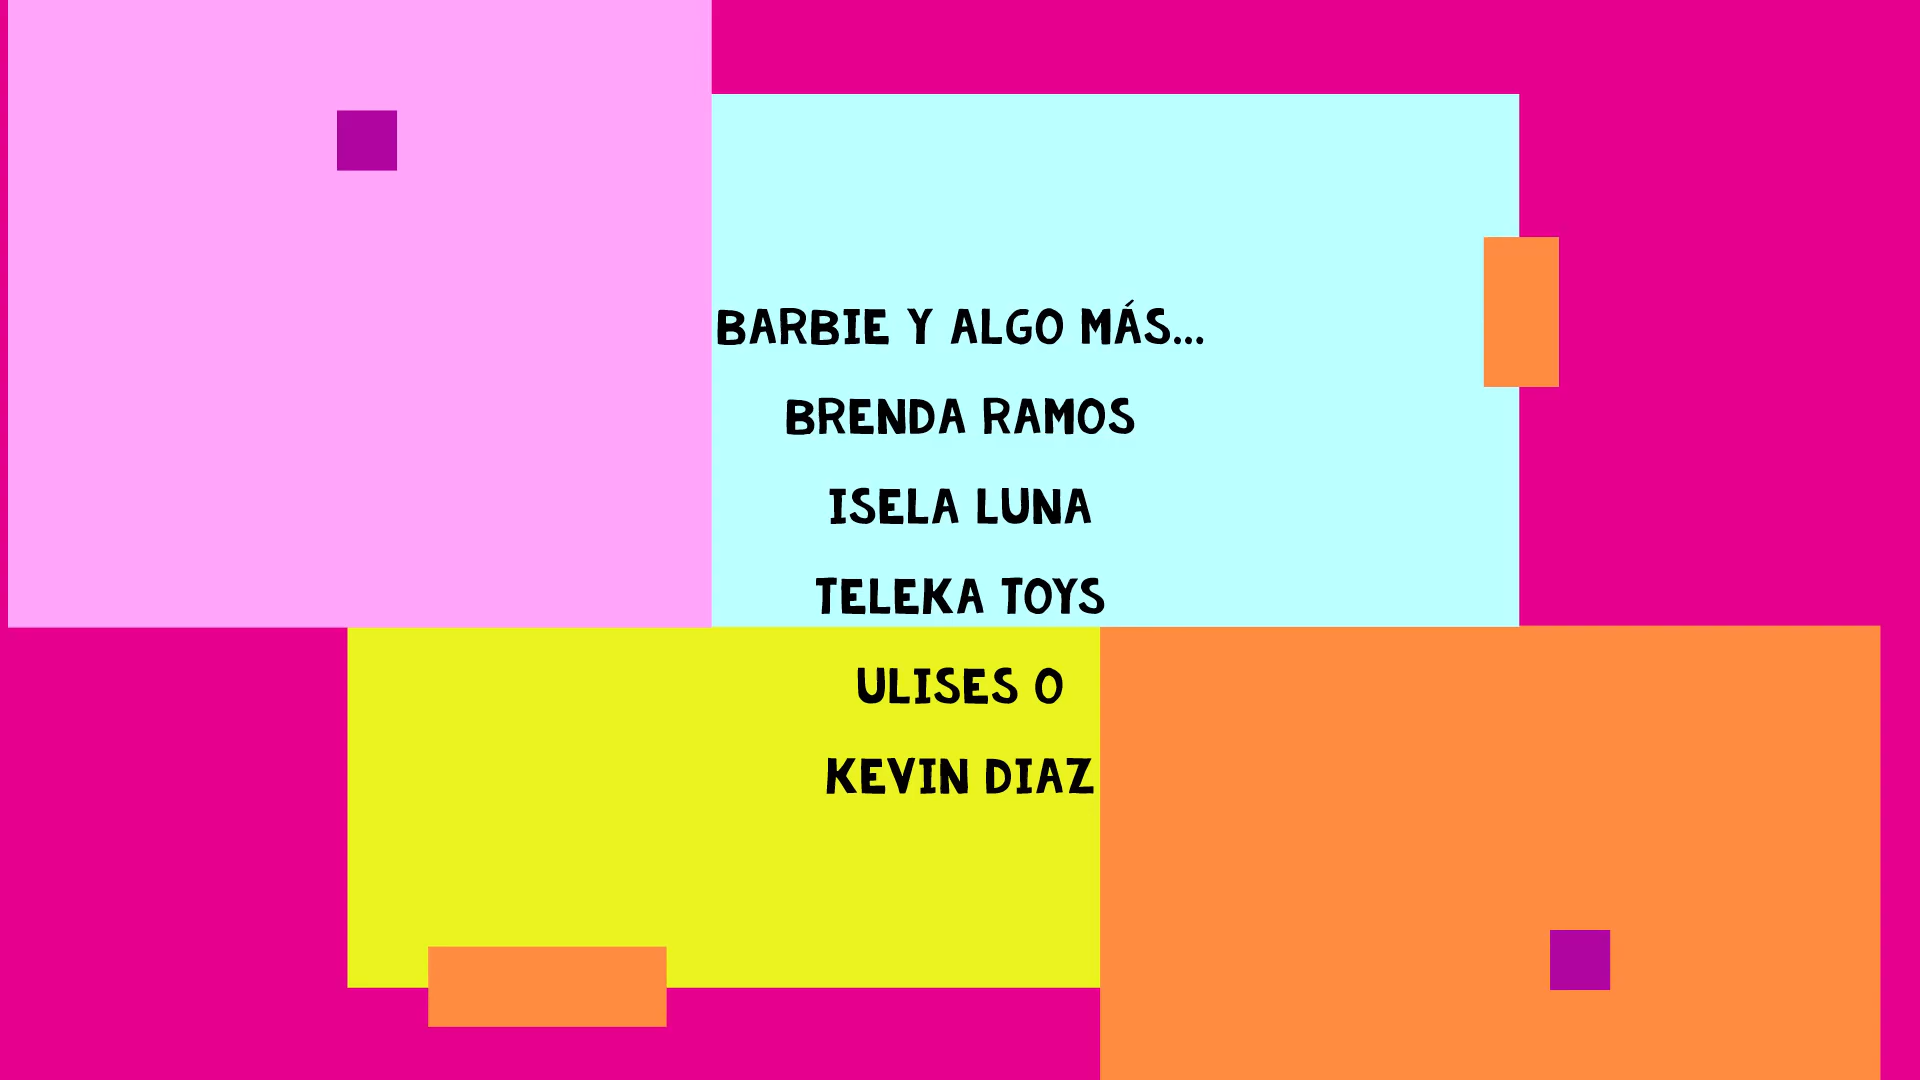 BARBIE Y ALGO MÁS...
BRENDA RAMOS
ISELA LUNA
TELEKA TOYS
ULISES O
KEVIN DIAZ